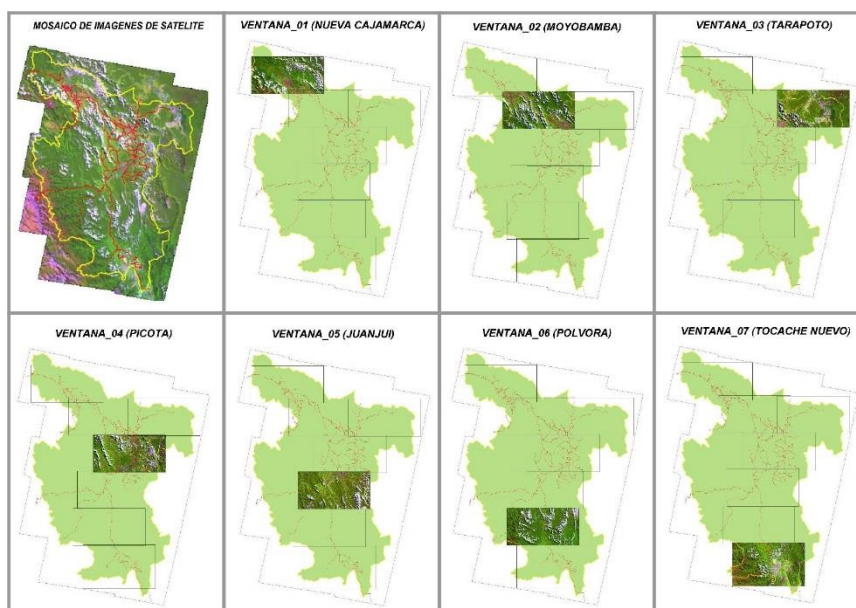 MOSAICO DE IMAGENES DE SATELITE
VENTANA_01 (NUEVA CAJAMARCA)
VENTANA_02 (MOYOBAMBA)
VENTANA_03 (TARAPOTO)
VENTANA_04 (PICOTA)
VENTANA_05 (JUANJUI)
VENTANA_06 (POLVORA)
VENTANA_07 (TOCACHE NUEVO)